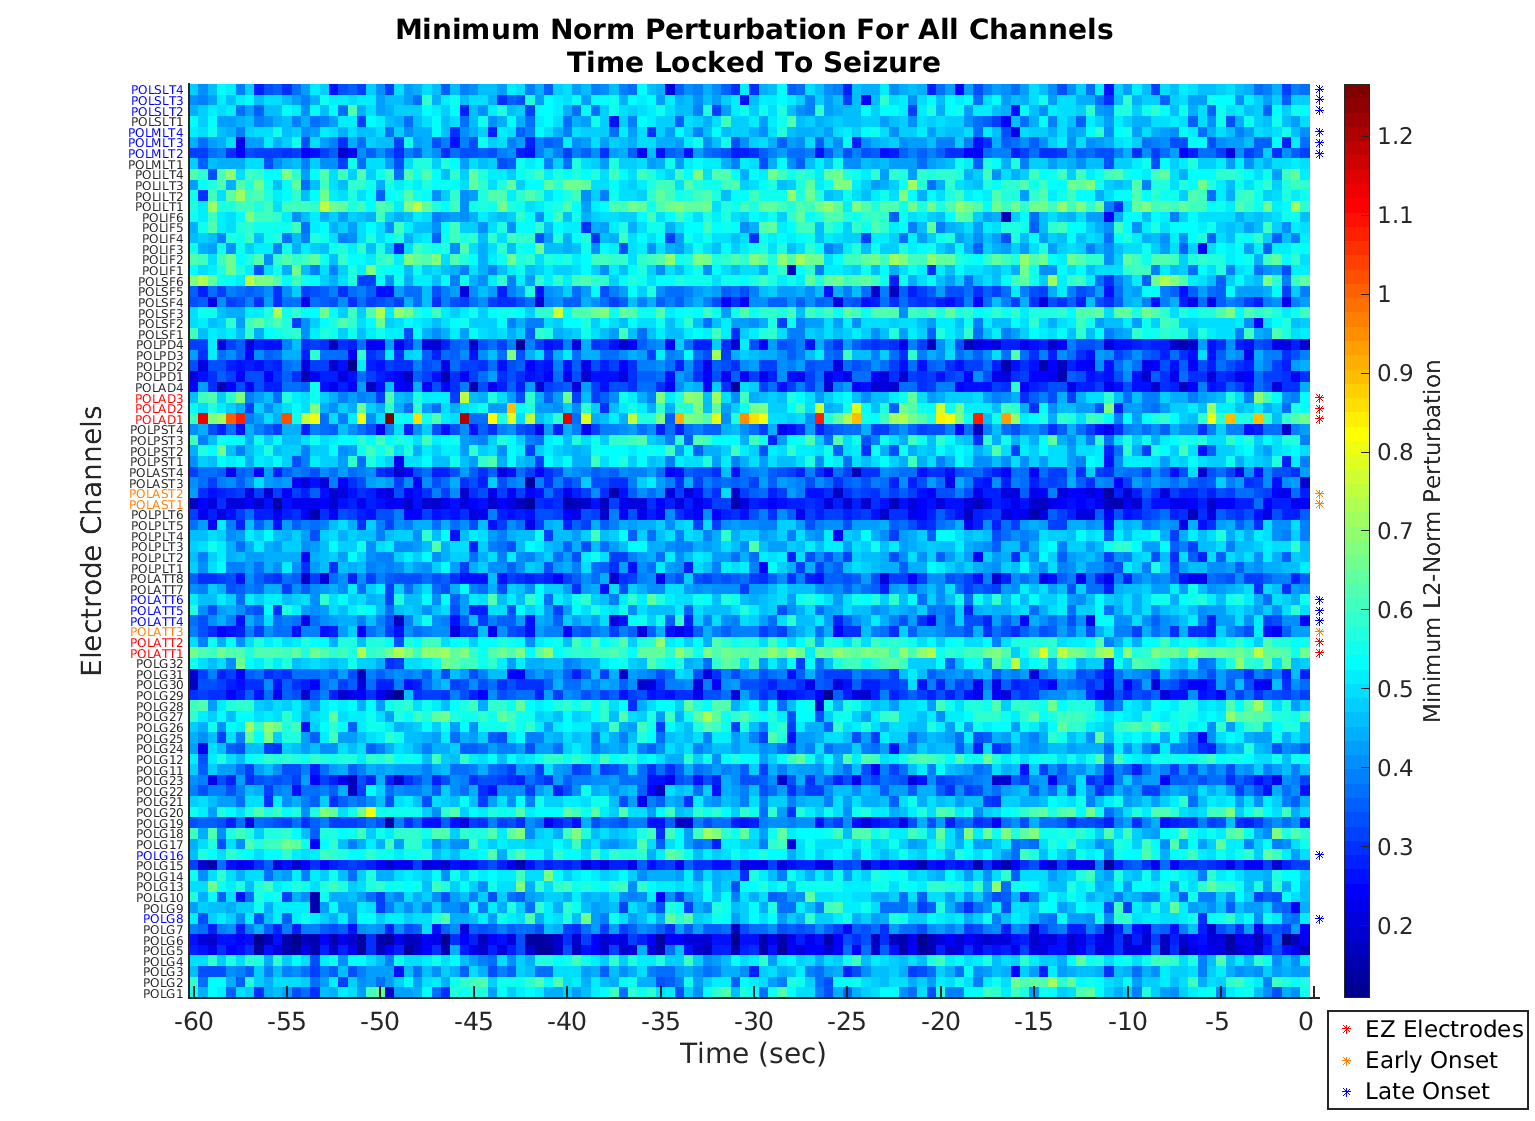 Minimum Norm Perturbation For All Channels
Time Locked To Seizure
Electrode Channels
POLSLT4
POLSLT3
POLSLT2
POLSLT1
POLMLT4
POLMLT3
POLMLT2
POLMLT1
POLILT4
POLILT3
POLILT2
POLILT1
POLIF6
POLIF5
POLIF4
POLIF3
POLIF2
POLIF1
POLSF6
POLSF5
POLSF4
POLSF3
POLSF2
POLSF1
POLPD4
POLPD3
POLPD2
POLPD1
POLAD4
POLAD3
POLAD2
POLAD1
POLPST4
POLPST3
POLPST2
POLPST1
POLAST4
POLAST3
POLAST2
POLAST1
POLPLT6
POLPLT5
POLPLT4
POLPLT3
POLPLT2
POLPLT1
POLATT8
POLATT7
POLATT6
POLATT5
POLATT4
POLATT3
POLATT2
POLATT1
POLG32
POLG31
POLG30
POLG29
POLG28
POLG27
POLG26
POLG25
POLG24
POLG12
POLG11
POLG23
POLG22
POLG21
POLG20
POLG19
POLG18
POLG17
POLG16
POLG15
POLG14
POLG13
POLG10
POLG9
POLG8
POLG7
POLG6
POLG5
POLG4
POLG3
POLG2
POLG1
-60 -55 -50 -45 -40 -35 -30 -25 -20 -15 -10 -5 0
Time (sec)
1.2
1.1
1
0.9
0.8
0.7
0.6
0.5
0.4
0.3
0.2
Minimum L2-Norm Perturbation
EZ Electrodes
Early Onset
Late Onset